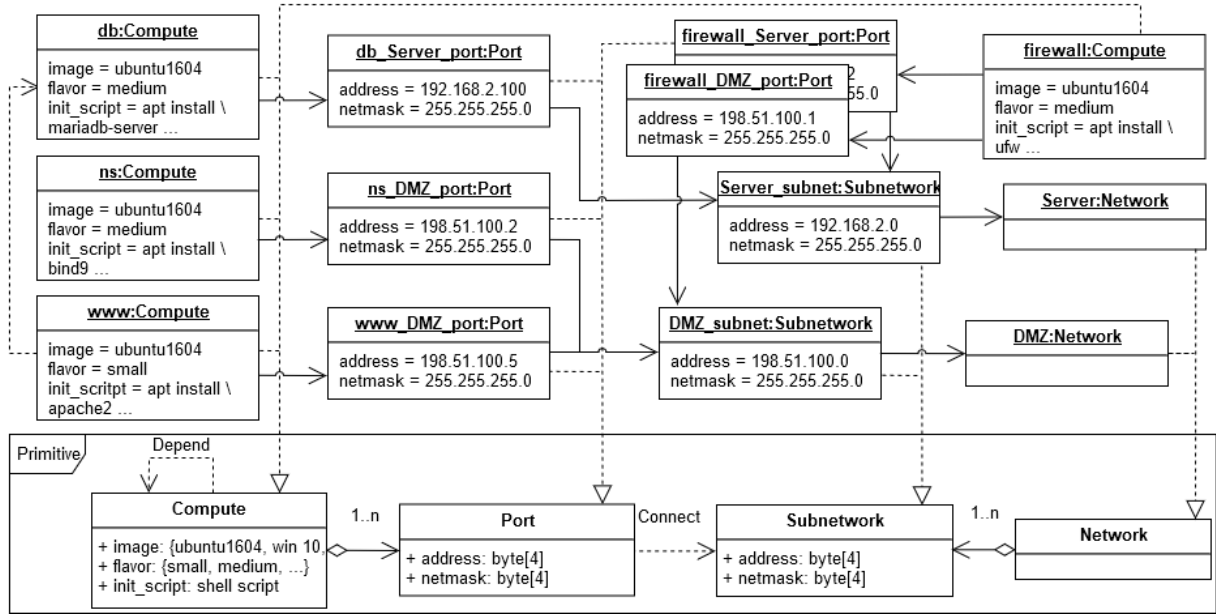 db:Compute
image = ubuntu1604
flavor = medium
init_script = apt install \
mariadb-server ...
db_Server_port:Port
address = 192.168.2.100
netmask = 255.255.255.0
firewall_Server_port:Port
2
55.0
firewall_DMZ_port:Port
address = 198.51.100.1
netmask = 255.255.255.0
firewall:Compute
image = ubuntu1604
flavor = medium
init_script = apt install \
ufw ...
ns:Compute
image = ubuntu1604
flavor = medium
init_script = apt install \
bind9 ...
ns_DMZ_port:Port
address = 198.51.100.2
netmask = 255.255.255.0
Server_subnet:Subnetwork
address = 192.168.2.0
netmask = 255.255.255.0
Server:Network
www:Compute
image = ubuntu1604
flavor = small
init_scritpt = apt install \
apache2 ...
www_DMZ_port:Port
address = 198.51.100.5
netmask = 255.255.255.0
DMZ_subnet:Subnetwork
address = 198.51.100.0
netmask = 255.255.255.0
DMZ:Network
Primitive
Depend
Compute
+ image: {ubuntu1604, win 10,
+ flavor: {small, medium, ...}
+ init_script: shell script
1..n
Port
+ address: byte[4]
+ netmask: byte[4]
Connect
Subnetwork
+ address: byte[4]
+ netmask: byte[4]
1..n
Network